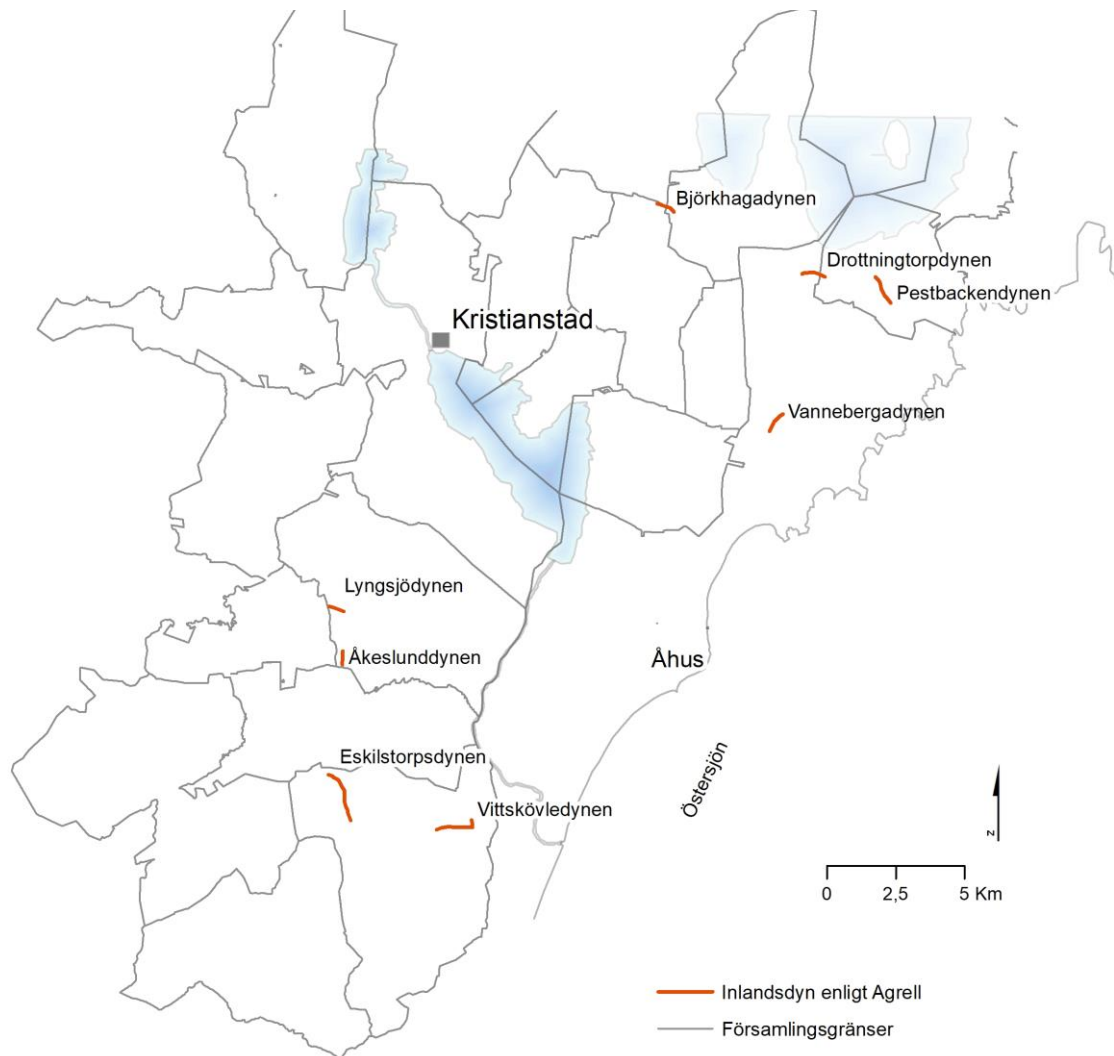 Björkhagadynen
Drottningtorpdynen
Pestbackendynen
Kristianstad
Vannebergadynen
Lyngsjödynen
Åkeslunddynen
Åhus
Eskilstorpsdynen
Östersjön
Vittskövledynen
z
0 2,5 5 Km
Inlandsdyn enligt Agrell
Församlingsgränser